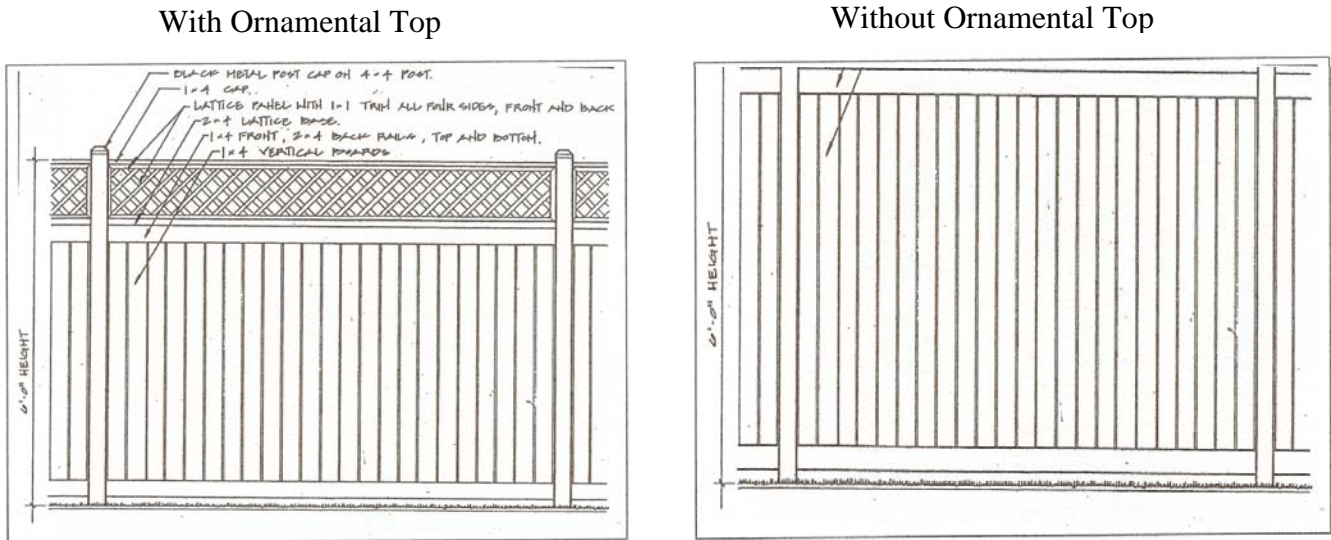 With Ornamental Top
Without Ornamental Top
BLACK METAL POST CAP ON 4×4 POST.
1×4 CAP.
LATTICE PANEL WITH 1×1 TRIM ALL FOUR SIDES, FRONT AND BACK
2×4 LATTICE BASE.
1×4 FRONT, 2×4 BACK RAILS, TOP AND BOTTOM.
1×4 VERTICAL BOARDS
6'-0" HEIGHT
6'-0" HEIGHT